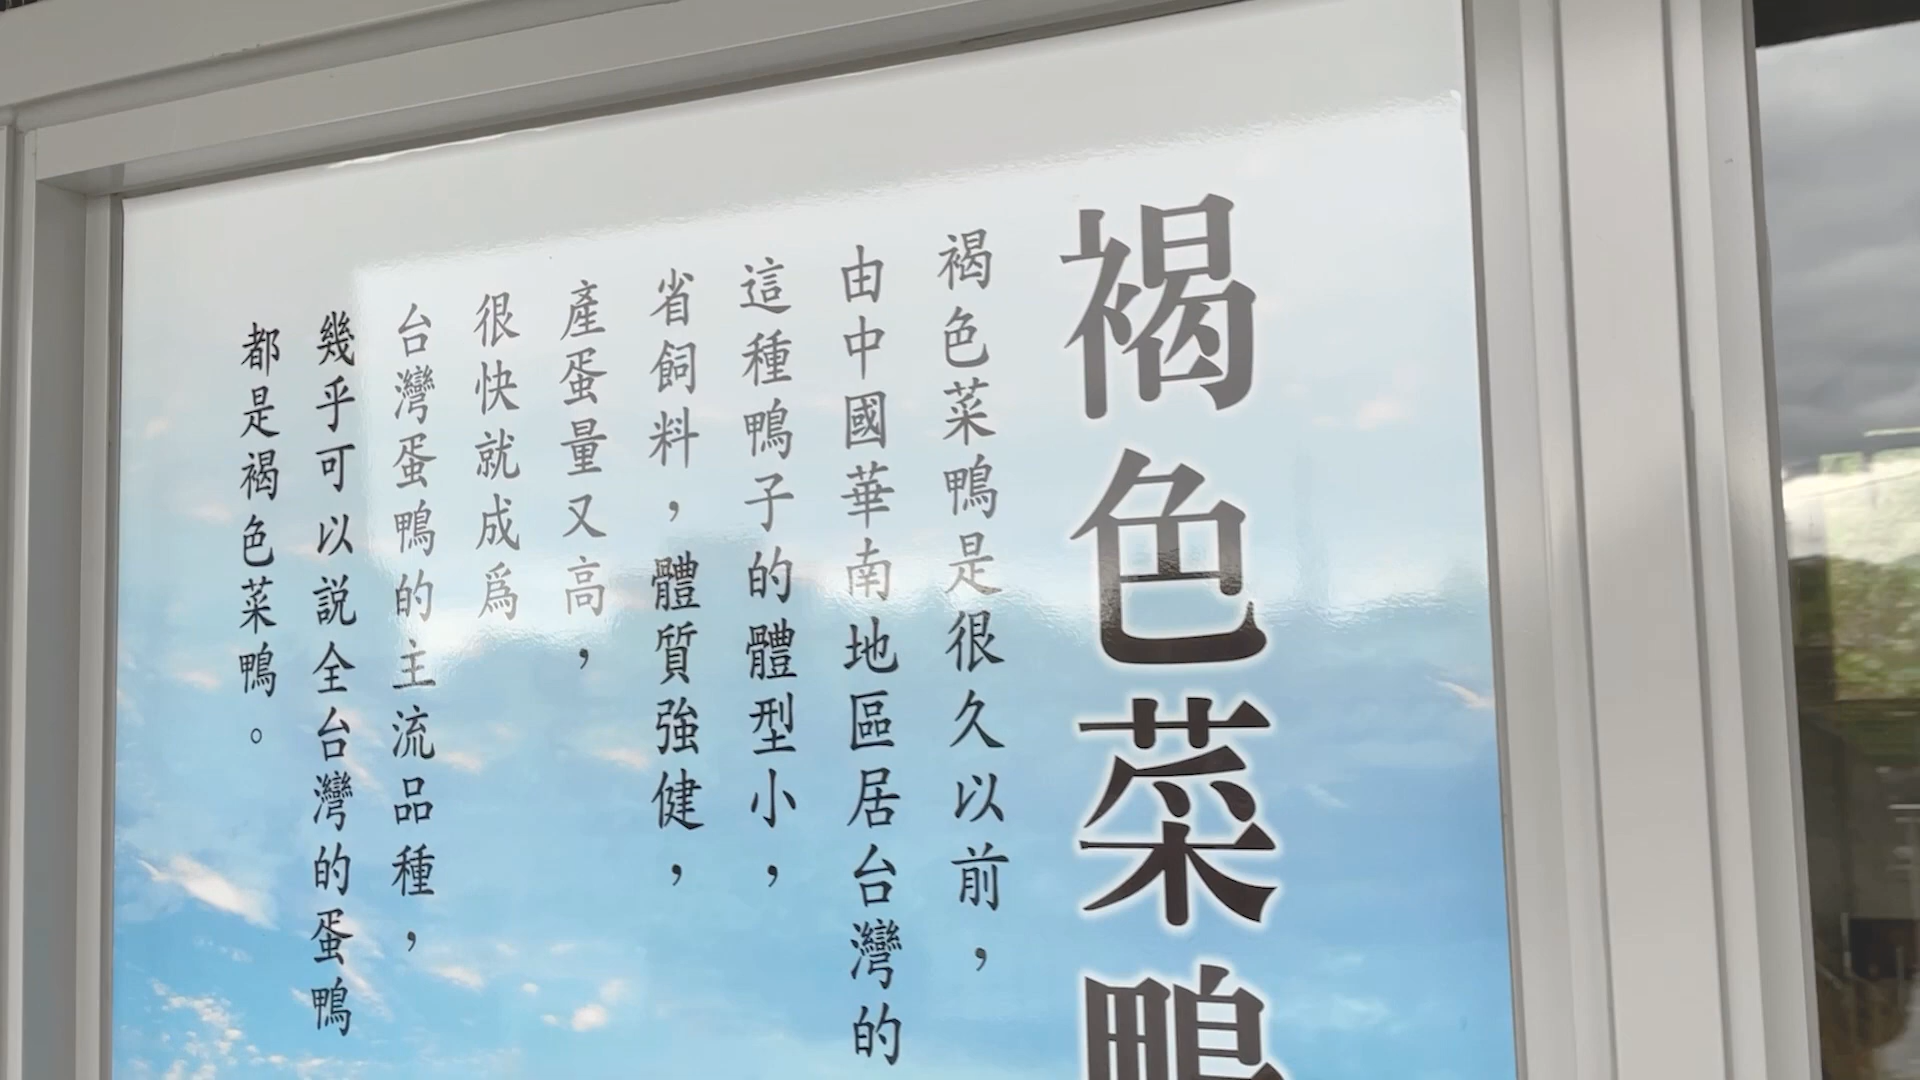 褐色菜鴨
褐色菜鴨是很久以前，
由中國華南地區居台灣的
這種鴨子的體型小，
省飼料，體質強健，
產蛋量又高，
很快就成爲
台灣蛋鴨的主流品種，
幾乎可以説全台灣的蛋鴨
都是褐色菜鴨。